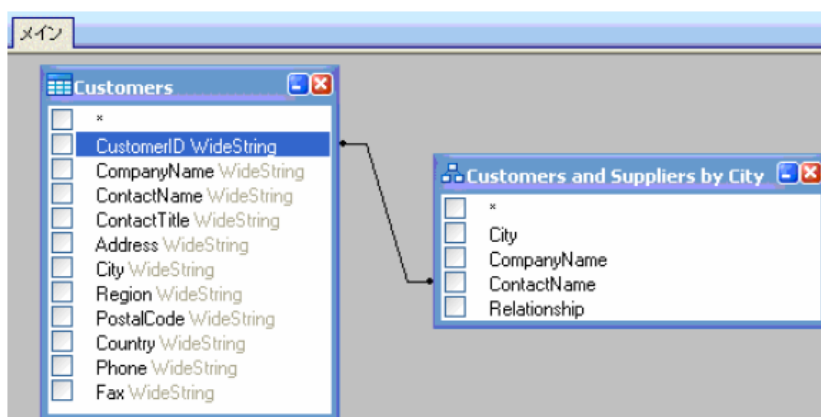 メイン
Customers
*
CustomerID WideString
CompanyName WideString
ContactName WideString
ContactTitle WideString
Address WideString
City WideString
Region WideString
PostalCode WideString
Country WideString
Phone WideString
Fax WideString
Customers and Suppliers by City
*
City
CompanyName
ContactName
Relationship